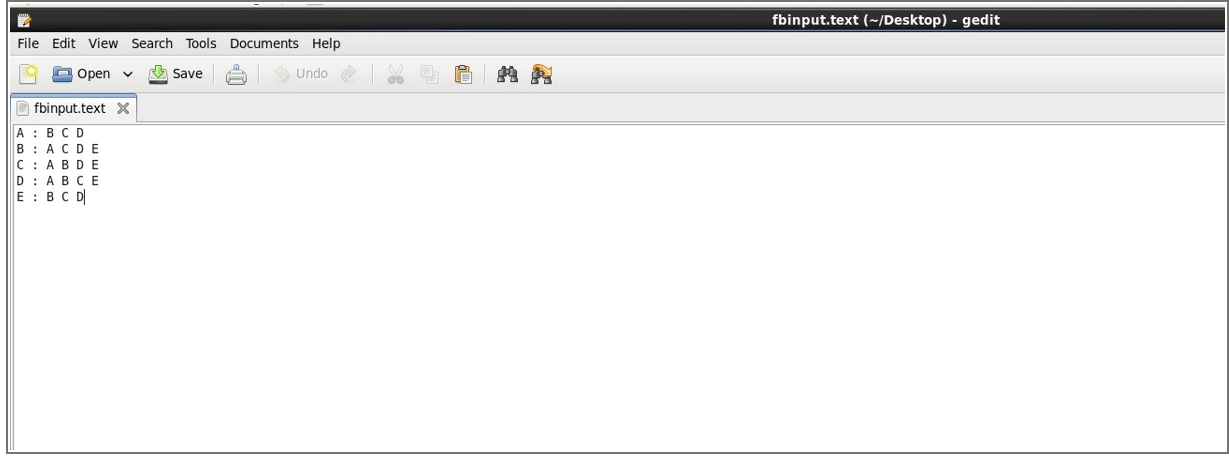 fbinput.text (~/Desktop) - gedit
File Edit View Search Tools Documents Help
Open Save Undo
fbinput.text
A : B C D
B : A C D E
C : A B D E
D : A B C E
E : B C D